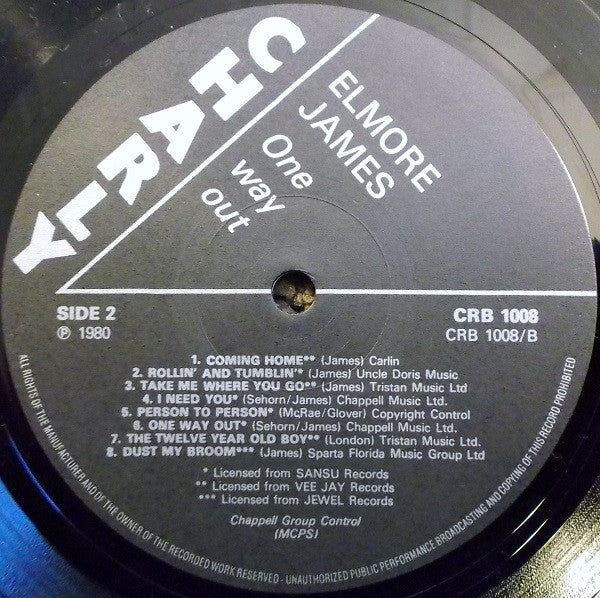 CHARLY
ELMORE
JAMES
One
way
out
SIDE 2
℗ 1980
CRB 1008
CRB 1008/B
1. COMING HOME** (James) Carlin
2. ROLLIN' AND TUMBLIN'* (James) Uncle Doris Music
3. TAKE ME WHERE YOU GO** (James) Tristan Music Ltd
4. I NEED YOU* (Sehorn/James) Chappell Music Ltd.
5. PERSON TO PERSON* (McRae/Glover) Copyright Control
6. ONE WAY OUT* (Sehorn/James) Chappell Music Ltd.
7. THE TWELVE YEAR OLD BOY** (London) Tristan Music Ltd.
8. DUST MY BROOM*** (James) Sparta Florida Music Group Ltd
* Licensed from SANSU Records
** Licensed from VEE JAY Records
*** Licensed from JEWEL Records
Chappell Group Control
(MCPS)
ALL RIGHTS OF THE MANUFACTURER AND OF THE OWNER OF THE RECORDED WORK RESERVED - UNAUTHORIZED PUBLIC PERFORMANCE BROADCASTING AND COPYING OF THIS RECORD PROHIBITED